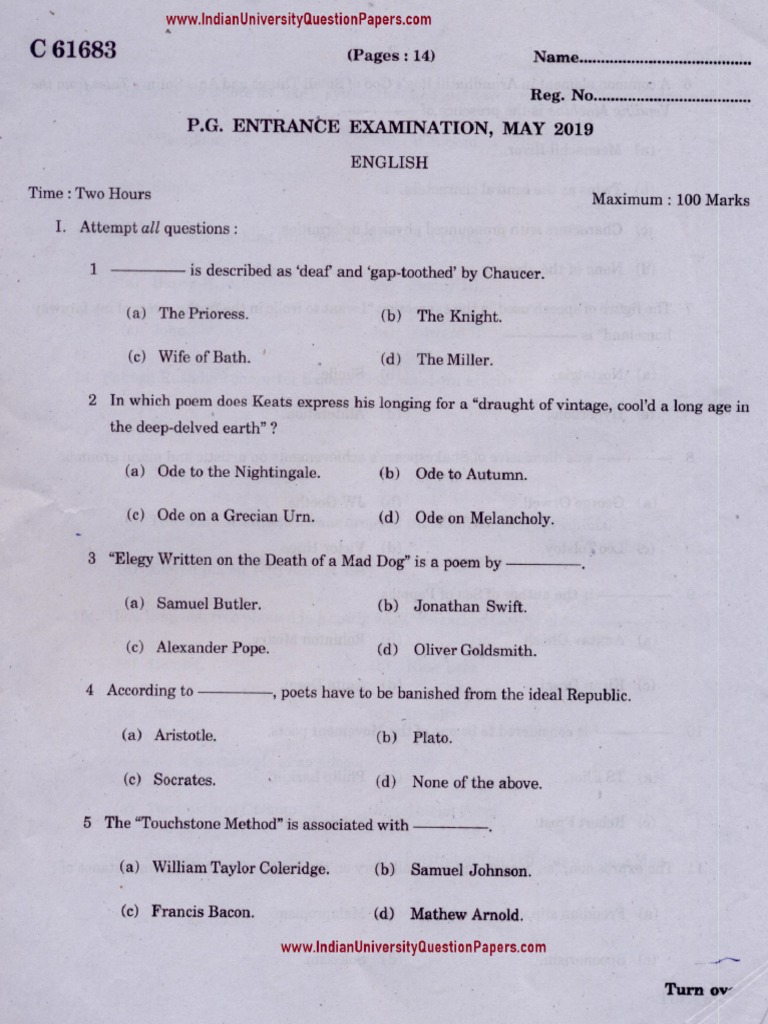 www.IndianUniversityQuestionPapers.com
C 61683
(Pages : 14)
Name.......................................
Reg. No....................................
P.G. ENTRANCE EXAMINATION, MAY 2019
ENGLISH
Time : Two Hours
Maximum : 100 Marks
I. Attempt all questions :
1 ———— is described as ‘deaf’ and ‘gap-toothed’ by Chaucer.
(a) The Prioress. (b) The Knight.
(c) Wife of Bath. (d) The Miller.
2 In which poem does Keats express his longing for a “draught of vintage, cool’d a long age in
the deep-delved earth” ?
(a) Ode to the Nightingale. (b) Ode to Autumn.
(c) Ode on a Grecian Urn. (d) Ode on Melancholy.
3 “Elegy Written on the Death of a Mad Dog” is a poem by ————.
(a) Samuel Butler. (b) Jonathan Swift.
(c) Alexander Pope. (d) Oliver Goldsmith.
4 According to ————, poets have to be banished from the ideal Republic.
(a) Aristotle. (b) Plato.
(c) Socrates. (d) None of the above.
5 The “Touchstone Method” is associated with ————.
(a) William Taylor Coleridge. (b) Samuel Johnson.
(c) Francis Bacon. (d) Mathew Arnold.
www.IndianUniversityQuestionPapers.com
Turn ov